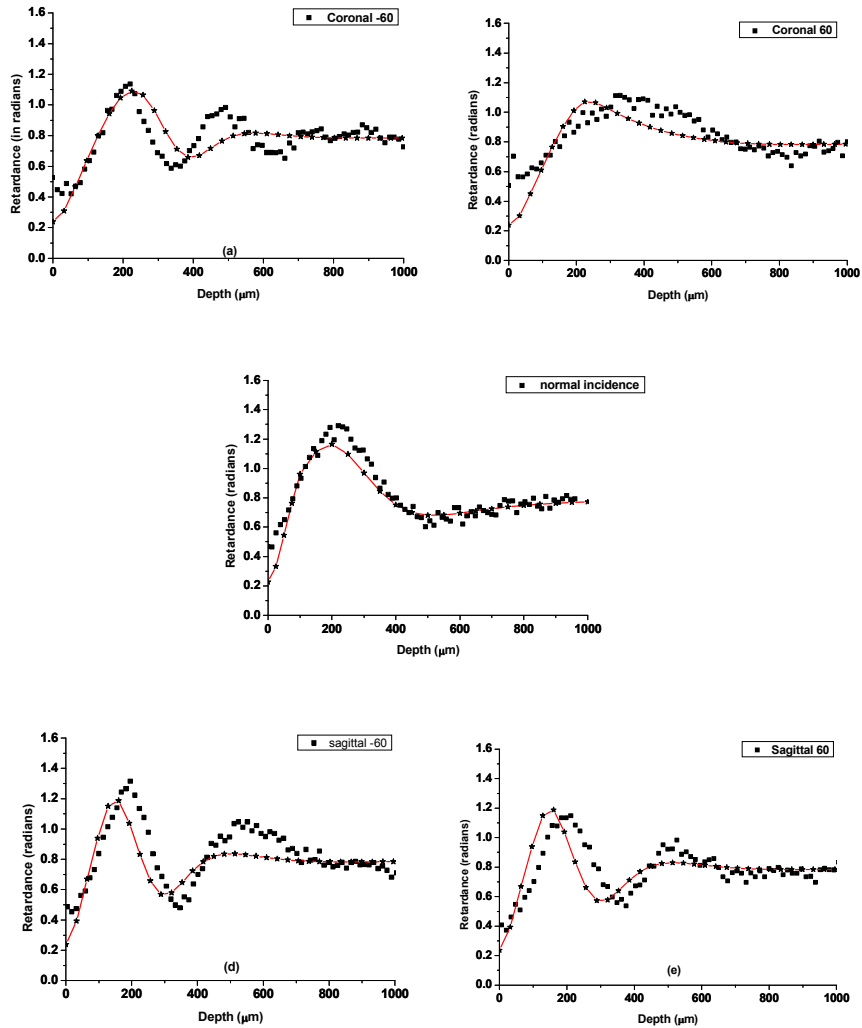 Coronal -60
Retardance (in radians)
1.6
1.4
1.2
1.0
0.8
0.6
0.4
0.2
0.0
0 200 400 600 800 1000
(a)
Depth (μm)
Coronal 60
Retardance (radians)
1.6
1.4
1.2
1.0
0.8
0.6
0.4
0.2
0.0
0 200 400 600 800 1000
Depth (μm)
normal incidence
Retardance (radians)
1.6
1.4
1.2
1.0
0.8
0.6
0.4
0.2
0.0
0 200 400 600 800 1000
Depth (μm)
sagittal -60
Retardance (radians)
1.6
1.4
1.2
1.0
0.8
0.6
0.4
0.2
0.0
(d)
0 200 400 600 800 1000
Depth (μm)
Sagittal 60
Retardance (radians)
1.6
1.4
1.2
1.0
0.8
0.6
0.4
0.2
0.0
(e)
0 200 400 600 800 1000
Depth (μm)